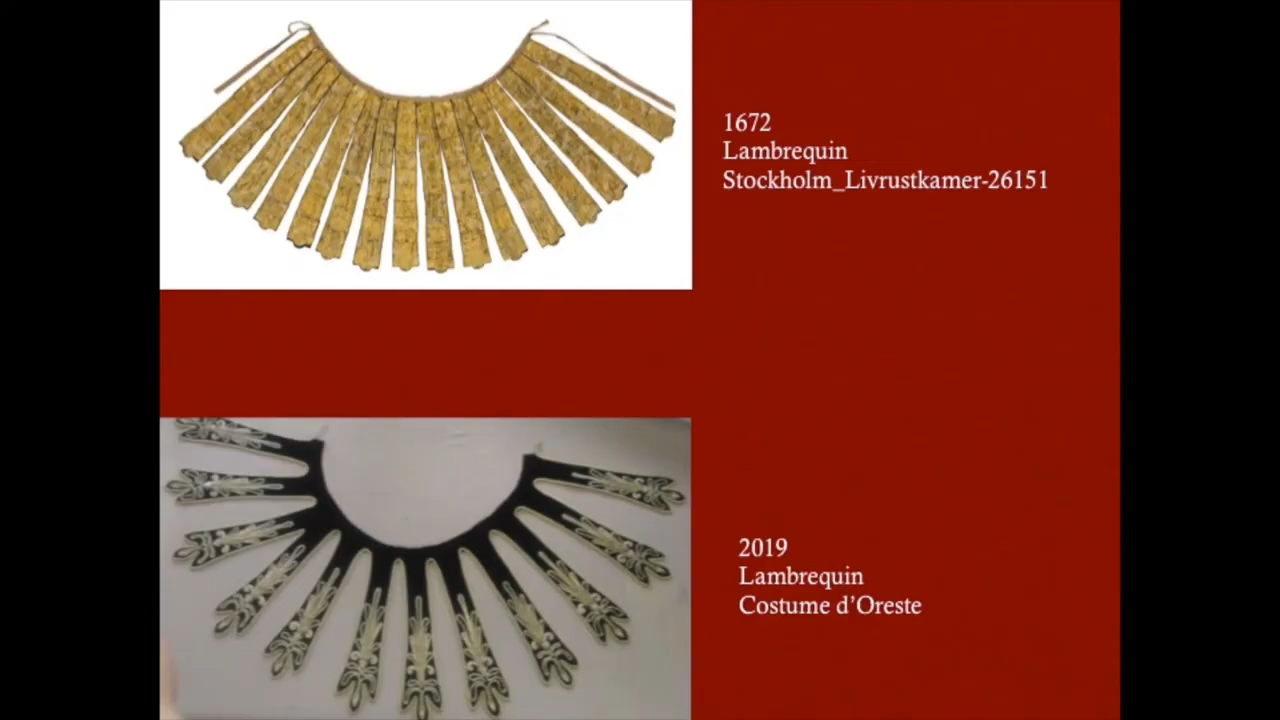 1672
Lambrequin
Stockholm_Livrustkamer-26151
2019
Lambrequin
Costume d’Oreste